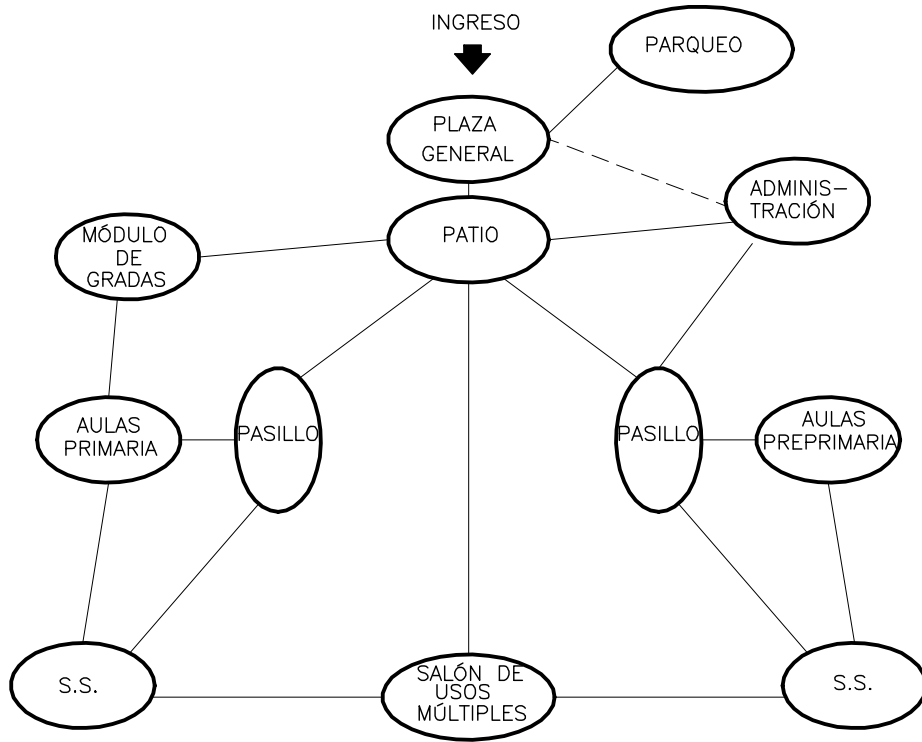 INGRESO
PARQUEO
PLAZA
GENERAL
ADMINIS-
TRACIÓN
PATIO
MÓDULO
DE
GRADAS
AULAS
PRIMARIA
PASILLO
PASILLO
AULAS
PREPRIMARIA
S.S.
SALÓN DE
USOS
MÚLTIPLES
S.S.